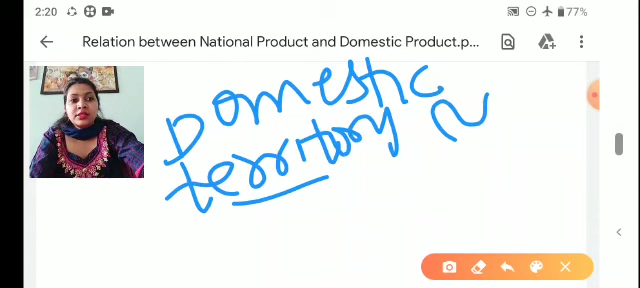 2:20
77%
Relation between National Product and Domestic Product.p...
Domestic
territory